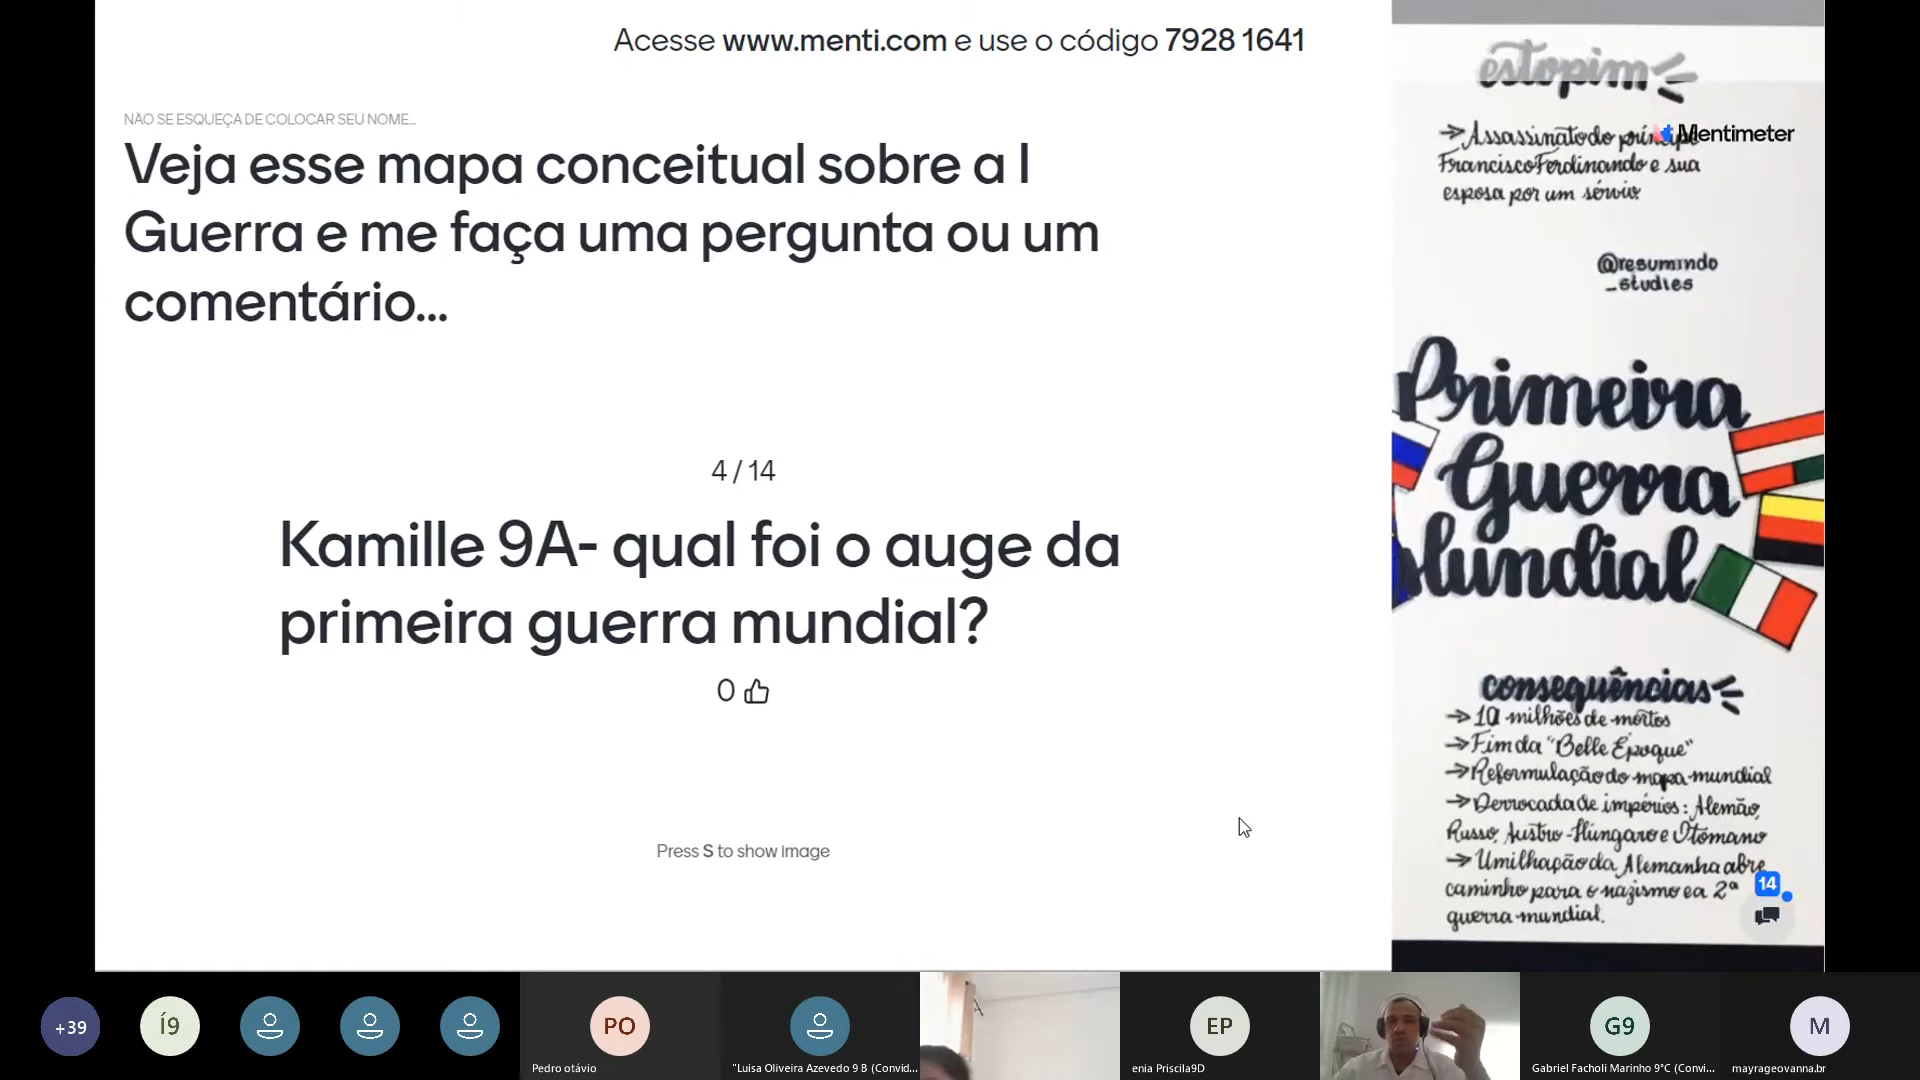 Acesse www.menti.com e use o código 7928 1641
NÃO SE ESQUEÇA DE COLOCAR SEU NOME...
Veja esse mapa conceitual sobre a I
Guerra e me faça uma pergunta ou um
comentário...
4 / 14
Kamille 9A- qual foi o auge da
primeira guerra mundial?
0
Press S to show image
estopim
→Assassinato do príncipe
Mentimeter
Francisco Ferdinando e sua
esposa por um sérvio.
@resumindo
_studies
Primeira
Guerra
Mundial
consequências
→10 milhões de mortos
→Fim da "Belle Époque"
→Reformulação do mapa-mundial
→Derrocada de impérios: Alemão,
Russo, Austro-Húngaro e Otomano
→Umilhação da Alemanha abre
caminho para o nazismo e a 2ª
guerra mundial.
14
+39
Í9
PO
EP
G9
M
Pedro otávio
"Luisa Oliveira Azevedo 9 B (Convid...
enia Priscila9D
Gabriel Facholi Marinho 9°C (Convi...
mayrageovanna.br